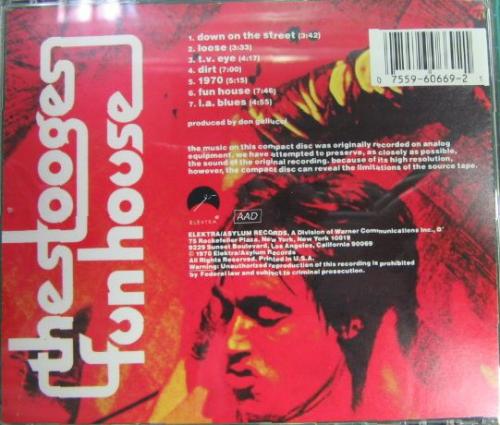 the stooges
fun house
1. down on the street (3:42)
2. loose (3:33)
3. t.v. eye (4:17)
4. dirt (7:00)
5. 1970 (5:15)
6. fun house (7:46)
7. l.a. blues (4:55)
produced by don gallucci
the music on this compact disc was originally recorded on analog
equipment. we have attempted to preserve, as closely as possible,
the sound of the original recording. because of its high resolution,
however, the compact disc can reveal the limitations of the source tape.
0 7559-60669-2 1
ELEKTRA
AAD
ELEKTRA/ASYLUM RECORDS, A Division of Warner Communications Inc.,
75 Rockefeller Plaza, New York, New York 10019
9229 Sunset Boulevard, Los Angeles, California 90069
© 1970 Elektra/Asylum Records
All Rights Reserved. Printed in U.S.A.
Warning: Unauthorized reproduction of this recording is prohibited
by Federal law and subject to criminal prosecution.